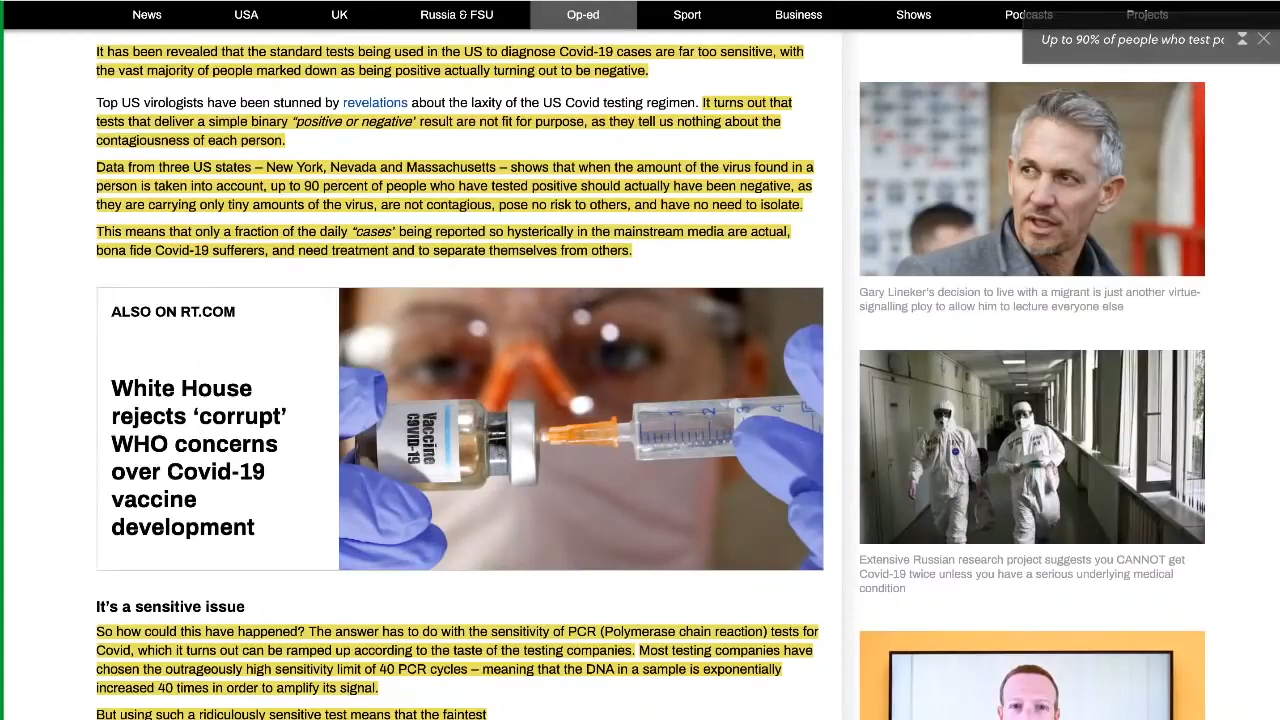 News USA UK Russia & FSU Op-ed Sport Business Shows Podcasts Projects
Up to 90% of people who test
It has been revealed that the standard tests being used in the US to diagnose Covid-19 cases are far too sensitive, with
the vast majority of people marked down as being positive actually turning out to be negative.
Top US virologists have been stunned by revelations about the laxity of the US Covid testing regimen. It turns out that
tests that deliver a simple binary “positive or negative’ result are not fit for purpose, as they tell us nothing about the
contagiousness of each person.
Data from three US states – New York, Nevada and Massachusetts – shows that when the amount of the virus found in a
person is taken into account, up to 90 percent of people who have tested positive should actually have been negative, as
they are carrying only tiny amounts of the virus, are not contagious, pose no risk to others, and have no need to isolate.
This means that only a fraction of the daily “cases’ being reported so hysterically in the mainstream media are actual,
bona fide Covid-19 sufferers, and need treatment and to separate themselves from others.
ALSO ON RT.COM
White House
rejects ‘corrupt’
WHO concerns
over Covid-19
vaccine
development
Vaccine
COVID-19
1 2 3 4
It’s a sensitive issue
So how could this have happened? The answer has to do with the sensitivity of PCR (Polymerase chain reaction) tests for
Covid, which it turns out can be ramped up according to the taste of the testing companies. Most testing companies have
chosen the outrageously high sensitivity limit of 40 PCR cycles – meaning that the DNA in a sample is exponentially
increased 40 times in order to amplify its signal.
But using such a ridiculously sensitive test means that the faintest
Gary Lineker’s decision to live with a migrant is just another virtue-
signalling ploy to allow him to lecture everyone else
Extensive Russian research project suggests you CANNOT get
Covid-19 twice unless you have a serious underlying medical
condition